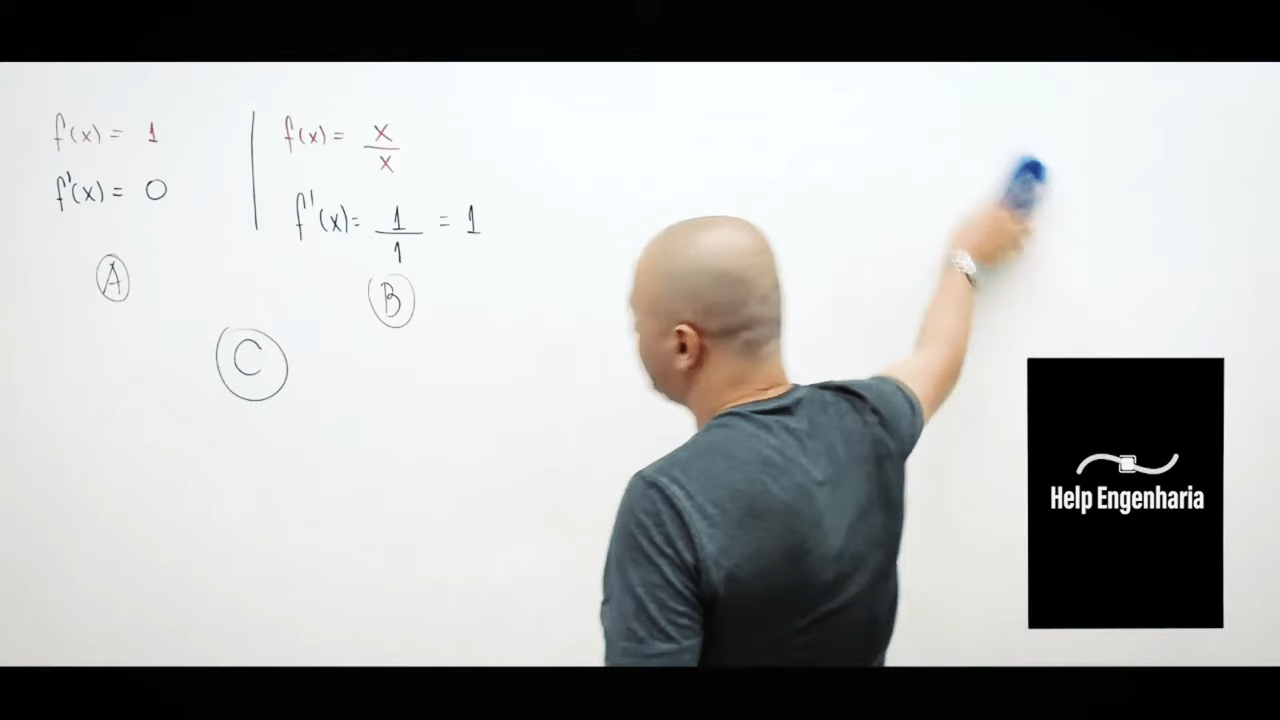 f(x) = 1
f'(x) = 0
A
f(x) = x/x
f'(x) = 1/1 = 1
B
C
Help Engenharia